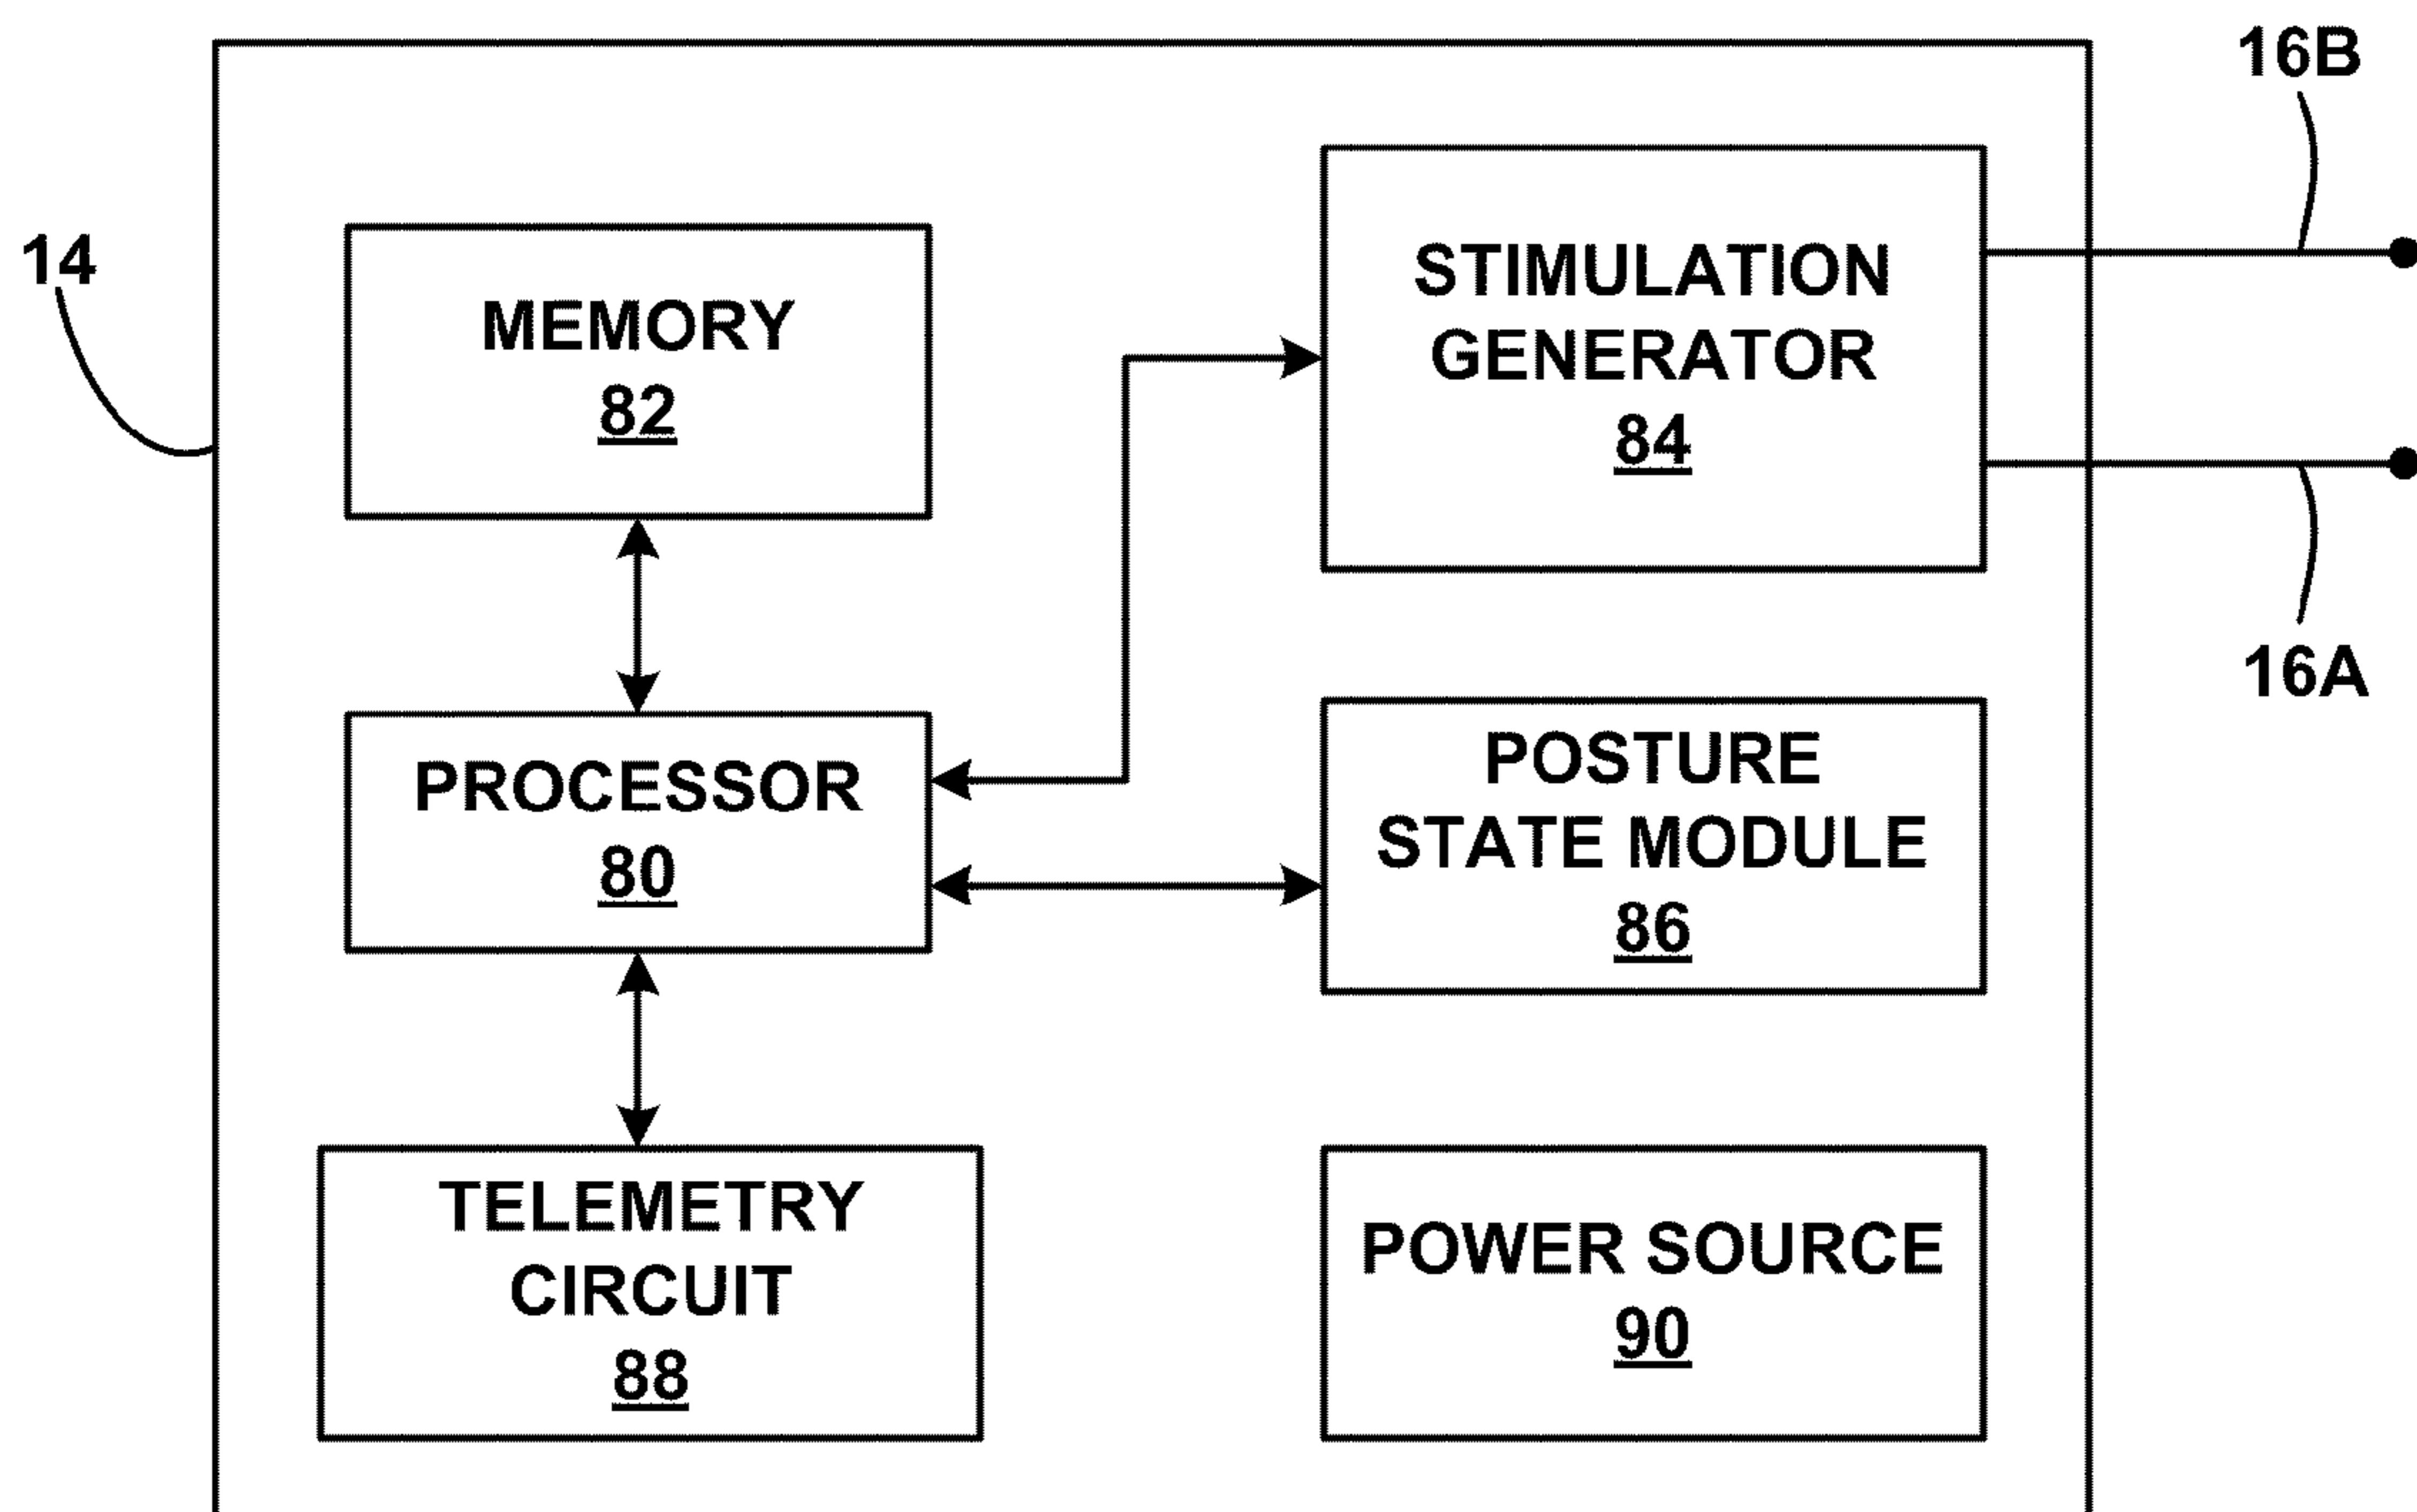 16B
14
MEMORY
82
STIMULATION
GENERATOR
84
16A
PROCESSOR
80
POSTURE
STATE MODULE
86
TELEMETRY
CIRCUIT
88
POWER SOURCE
90